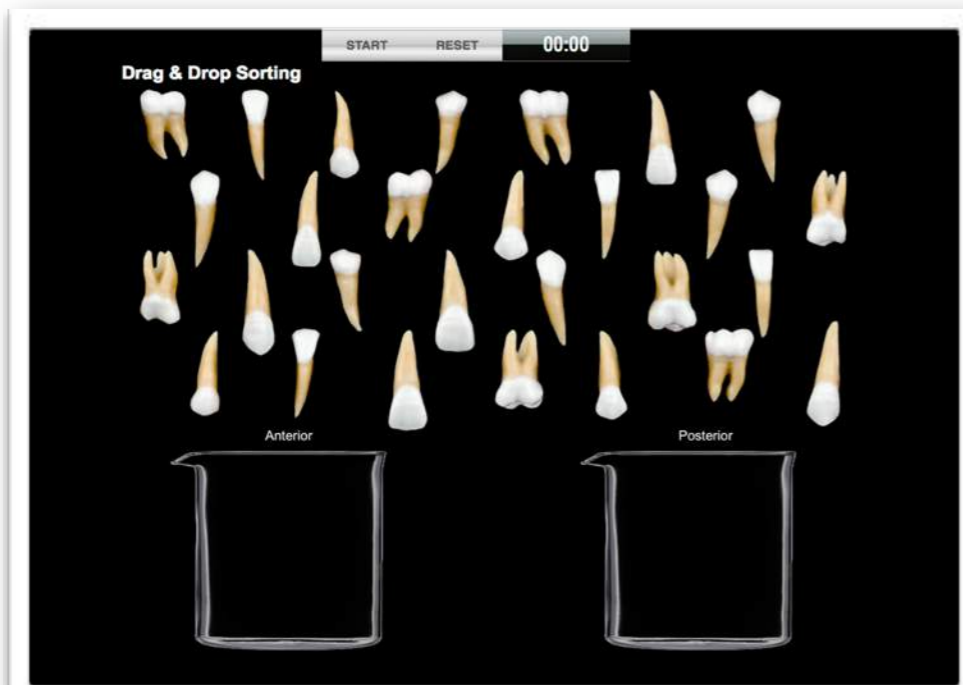 START RESET 00:00
Drag & Drop Sorting
Anterior Posterior